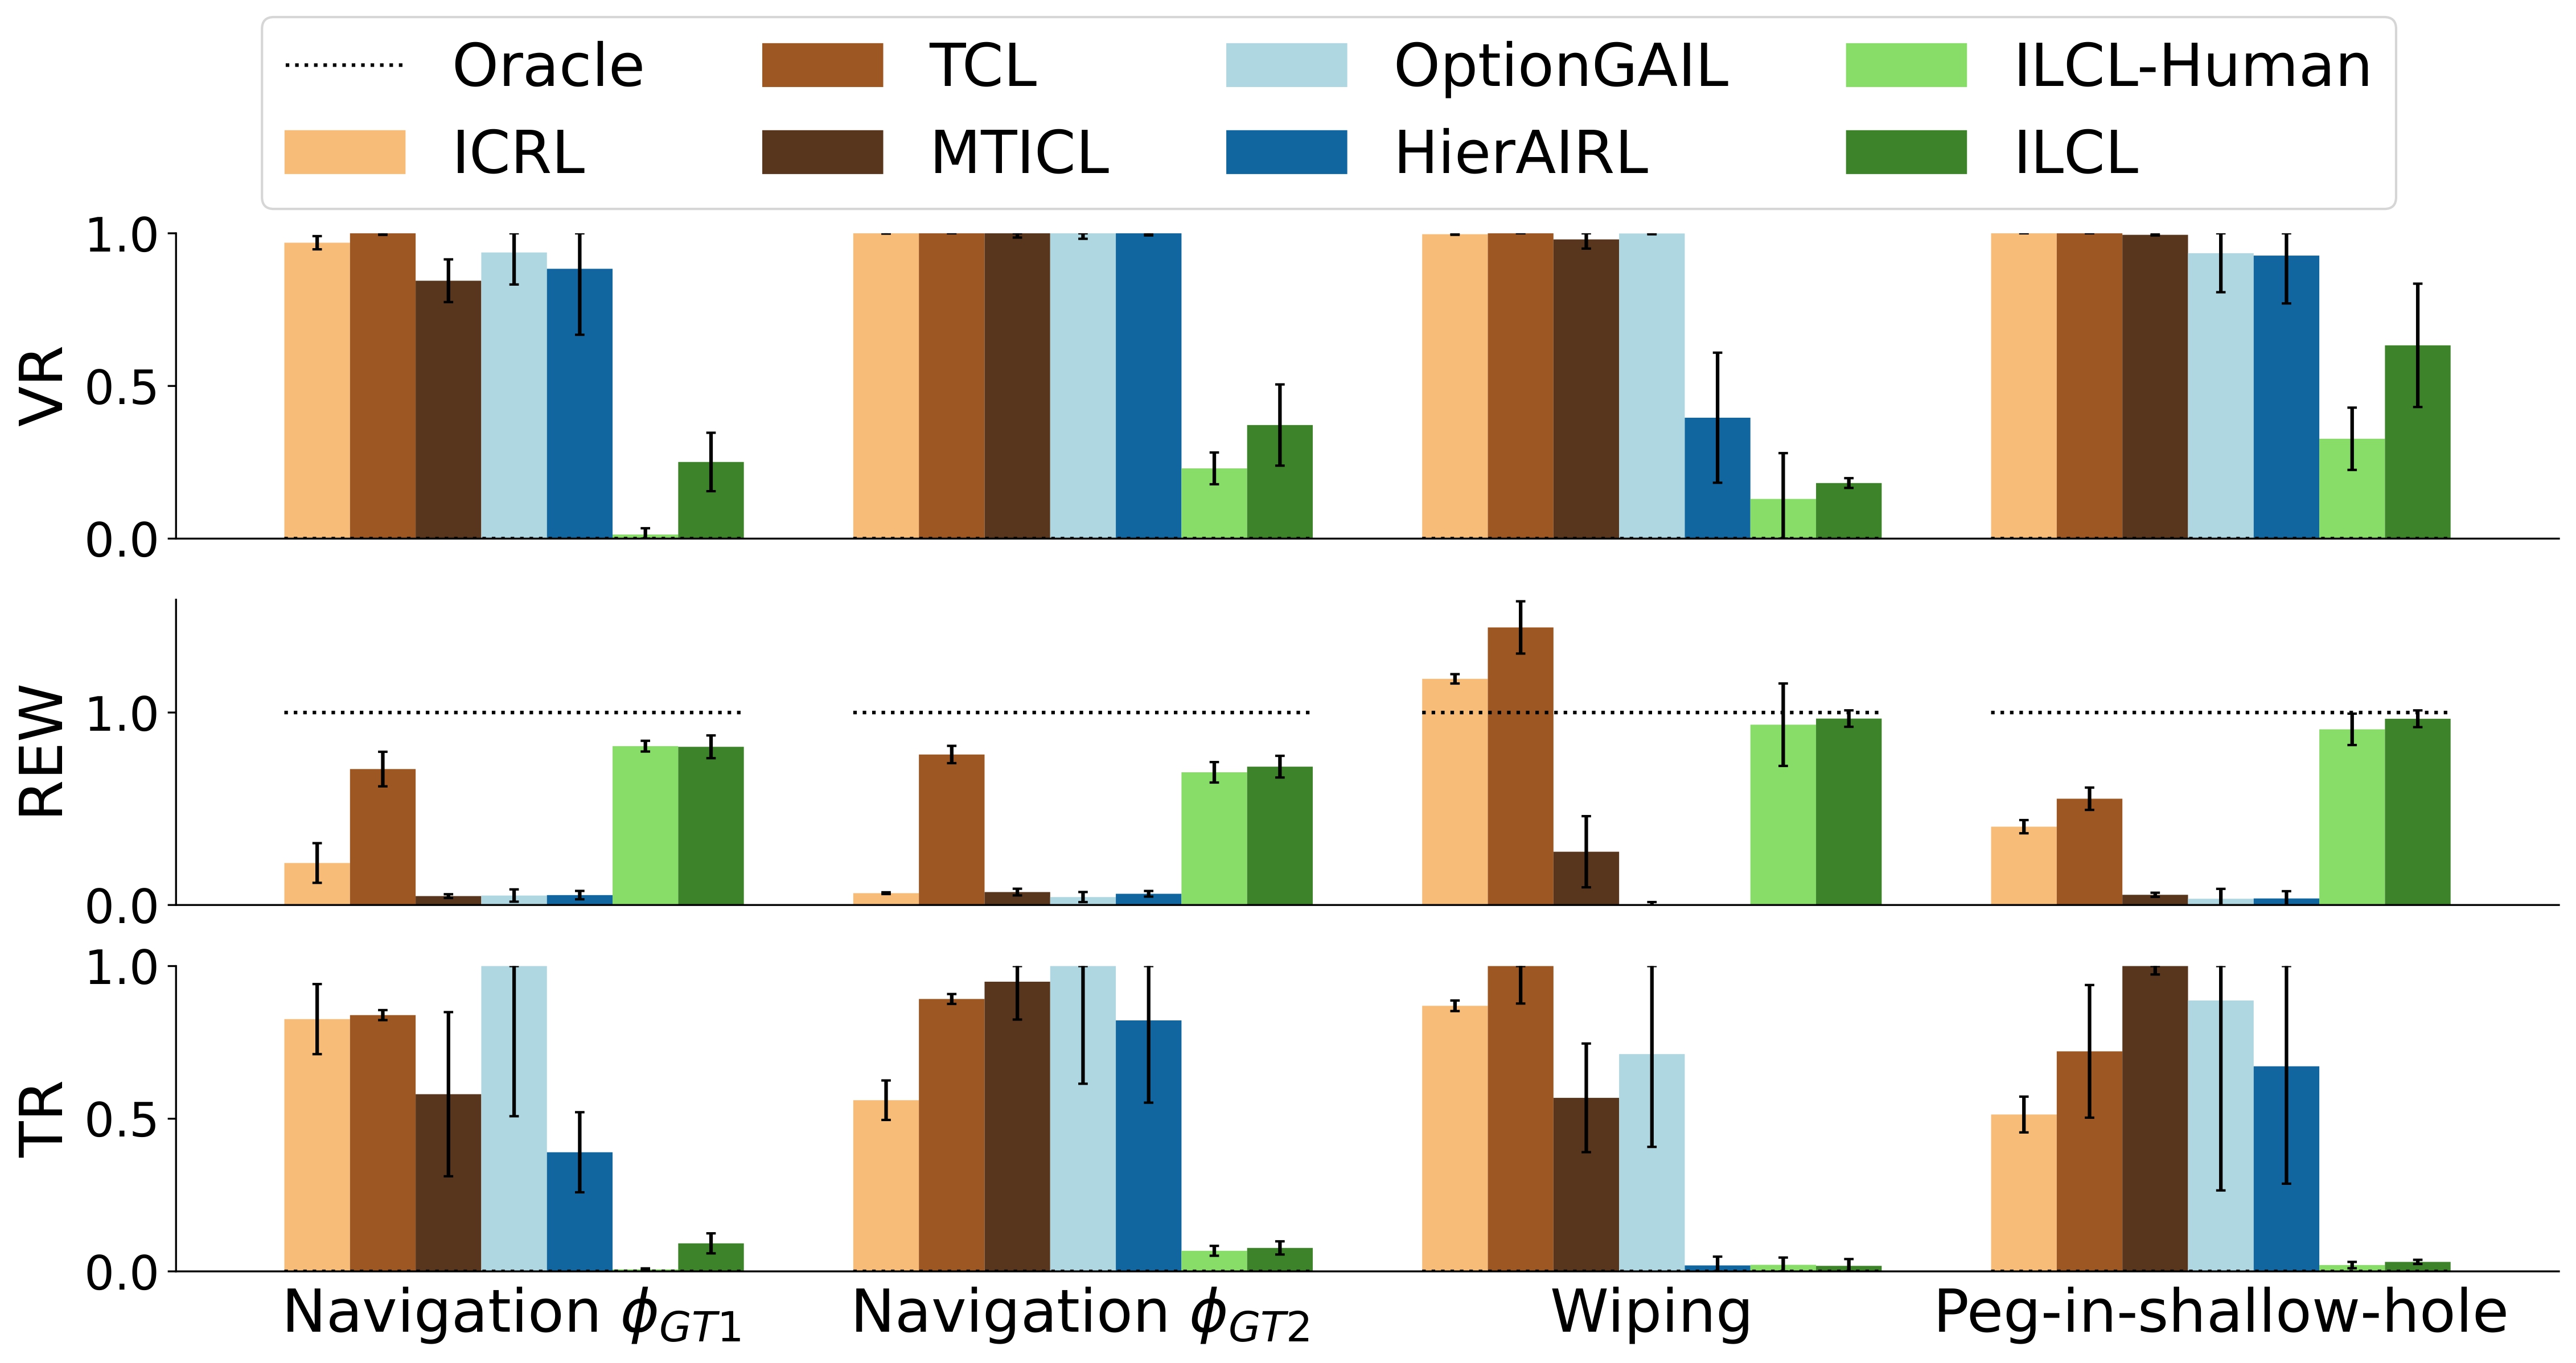 Oracle TCL OptionGAIL ILCL-Human
ICRL MTICL HierAIRL ILCL
1.0
VR
0.5
0.0
REW
1.0
0.0
1.0
TR
0.5
0.0
Navigation ϕGT1 Navigation ϕGT2 Wiping Peg-in-shallow-hole